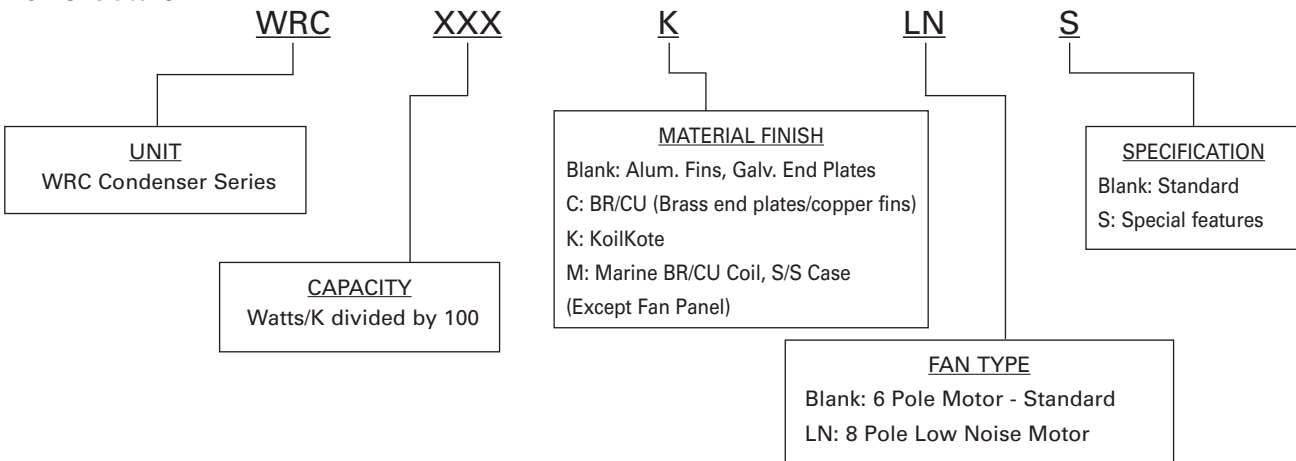 WRC XXX K LN S
UNIT
WRC Condenser Series
CAPACITY
Watts/K divided by 100
MATERIAL FINISH
Blank: Alum. Fins, Galv. End Plates
C: BR/CU (Brass end plates/copper fins)
K: KoilKote
M: Marine BR/CU Coil, S/S Case
(Except Fan Panel)
FAN TYPE
Blank: 6 Pole Motor - Standard
LN: 8 Pole Low Noise Motor
SPECIFICATION
Blank: Standard
S: Special features